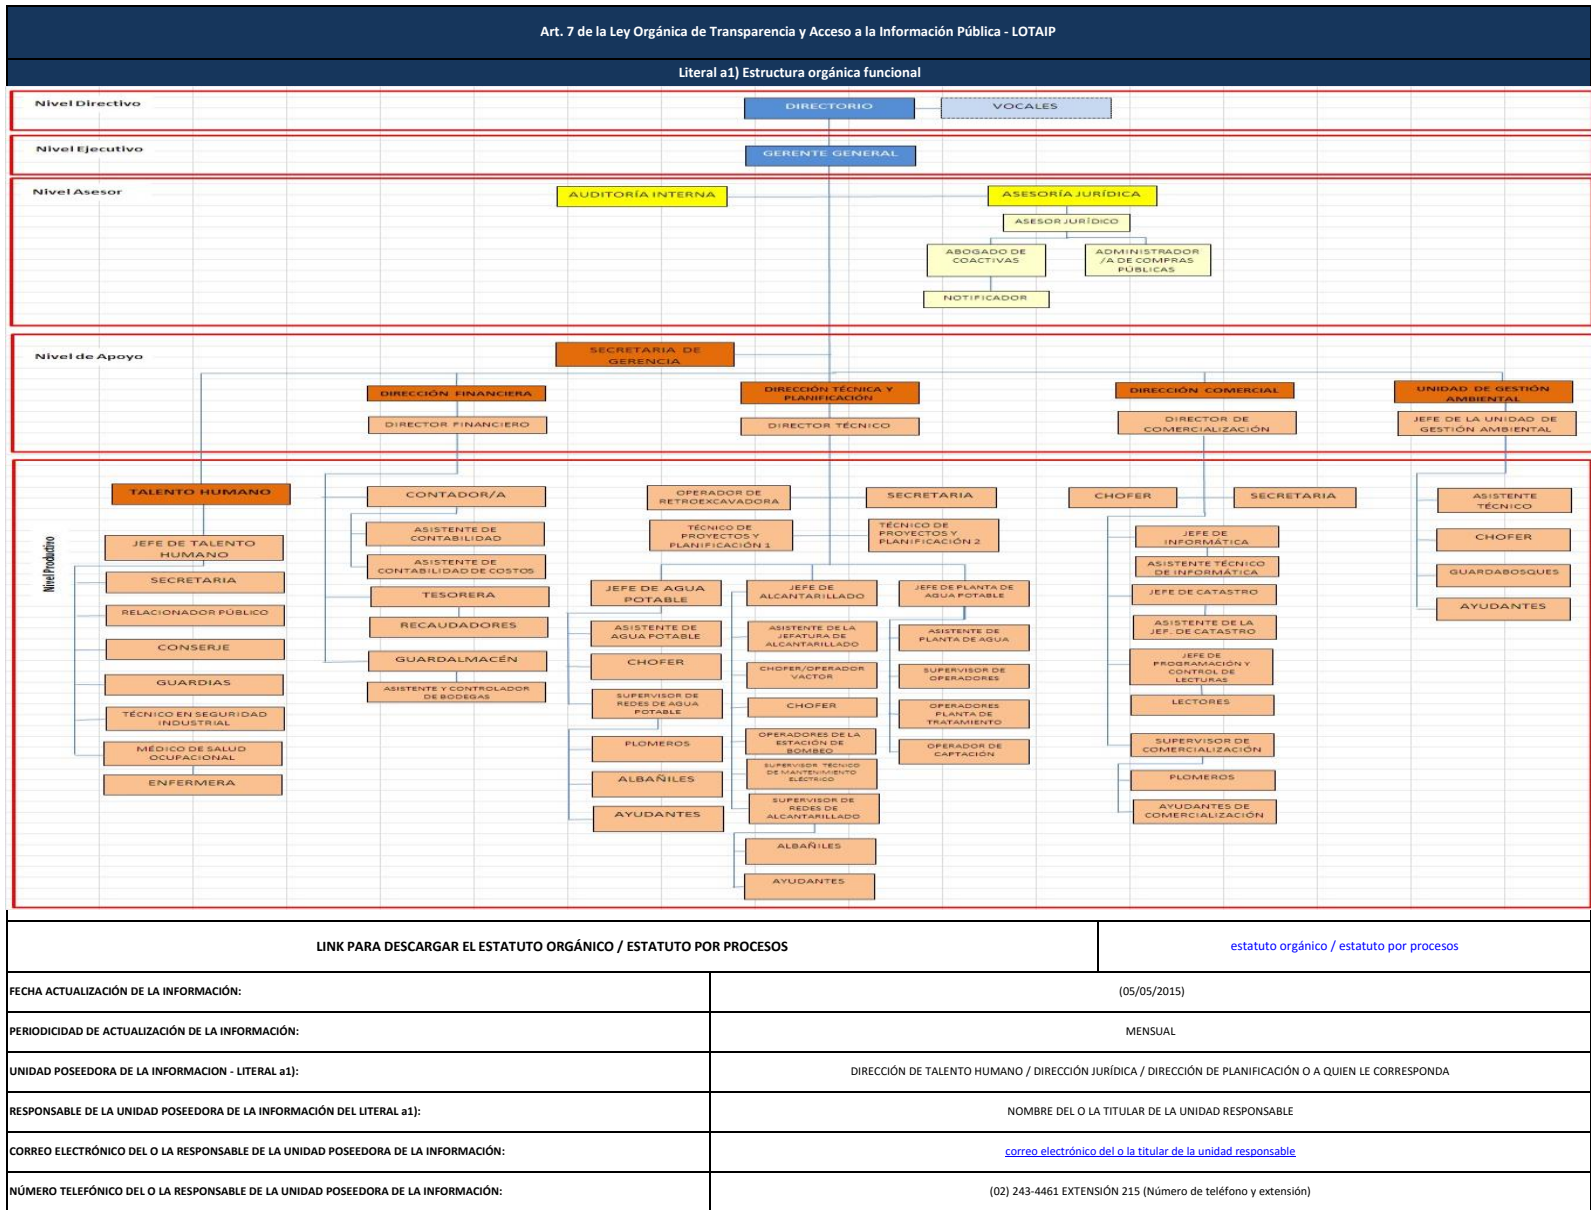 Art. 7 de la Ley Orgánica de Transparencia y Acceso a la Información Pública - LOTAIP
Literal a1) Estructura orgánica funcional
Nivel Directivo
DIRECTORIO
VOCALES
Nivel Ejecutivo
GERENTE GENERAL
Nivel Asesor
AUDITORÍA INTERNA
ASESORÍA JURÍDICA
ASESOR JURÍDICO
ABOGADO DE
COACTIVAS
ADMINISTRADOR
/A DE COMPRAS
PÚBLICAS
NOTIFICADOR
Nivel de Apoyo
SECRETARIA DE
GERENCIA
DIRECCIÓN FINANCIERA
DIRECTOR FINANCIERO
DIRECCIÓN TÉCNICA Y
PLANIFICACIÓN
DIRECTOR TÉCNICO
DIRECCIÓN COMERCIAL
DIRECTOR DE
COMERCIALIZACIÓN
UNIDAD DE GESTIÓN
AMBIENTAL
JEFE DE LA UNIDAD DE
GESTIÓN AMBIENTAL
Nivel Productivo
TALENTO HUMANO
JEFE DE TALENTO
HUMANO
SECRETARIA
RELACIONADOR PÚBLICO
CONSERJE
GUARDIAS
TÉCNICO EN SEGURIDAD
INDUSTRIAL
MÉDICO DE SALUD
OCUPACIONAL
ENFERMERA
CONTADOR/A
ASISTENTE DE
CONTABILIDAD
ASISTENTE DE
CONTABILIDAD DE COSTOS
TESORERA
RECAUDADORES
GUARDALMACÉN
ASISTENTE Y CONTROLADOR
DE BODEGAS
OPERADOR DE
RETROEXCAVADORA
SECRETARIA
TÉCNICO DE
PROYECTOS Y
PLANIFICACIÓN 1
TÉCNICO DE
PROYECTOS Y
PLANIFICACIÓN 2
JEFE DE AGUA
POTABLE
ASISTENTE DE
AGUA POTABLE
CHOFER
SUPERVISOR DE
REDES DE AGUA
POTABLE
PLOMEROS
ALBAÑILES
AYUDANTES
JEFE DE
ALCANTARILLADO
ASISTENTE DE LA
JEFATURA DE
ALCANTARILLADO
CHOFER/OPERADOR
VACTOR
CHOFER
OPERADORES DE LA
ESTACIÓN DE
BOMBEO
SUPERVISOR TÉCNICO
DE MANTENIMIENTO
ELÉCTRICO
SUPERVISOR DE
REDES DE
ALCANTARILLADO
ALBAÑILES
AYUDANTES
JEFE DE PLANTA DE
AGUA POTABLE
ASISTENTE DE
PLANTA DE AGUA
SUPERVISOR DE
OPERADORES
OPERADORES
PLANTA DE
TRATAMIENTO
OPERADOR DE
CAPTACIÓN
CHOFER
SECRETARIA
JEFE DE
INFORMÁTICA
ASISTENTE TÉCNICO
DE INFORMÁTICA
JEFE DE CATASTRO
ASISTENTE DE LA
JEF. DE CATASTRO
JEFE DE
PROGRAMACIÓN Y
CONTROL DE
LECTURAS
LECTORES
SUPERVISOR DE
COMERCIALIZACIÓN
PLOMEROS
AYUDANTES DE
COMERCIALIZACIÓN
ASISTENTE
TÉCNICO
CHOFER
GUARDABOSQUES
AYUDANTES
LINK PARA DESCARGAR EL ESTATUTO ORGÁNICO / ESTATUTO POR PROCESOS
estatuto orgánico / estatuto por procesos
FECHA ACTUALIZACIÓN DE LA INFORMACIÓN:
(05/05/2015)
PERIODICIDAD DE ACTUALIZACIÓN DE LA INFORMACIÓN:
MENSUAL
UNIDAD POSEEDORA DE LA INFORMACION - LITERAL a1):
DIRECCIÓN DE TALENTO HUMANO / DIRECCIÓN JURÍDICA / DIRECCIÓN DE PLANIFICACIÓN O A QUIEN LE CORRESPONDA
RESPONSABLE DE LA UNIDAD POSEEDORA DE LA INFORMACIÓN DEL LITERAL a1):
NOMBRE DEL O LA TITULAR DE LA UNIDAD RESPONSABLE
CORREO ELECTRÓNICO DEL O LA RESPONSABLE DE LA UNIDAD POSEEDORA DE LA INFORMACIÓN:
correo electrónico del o la titular de la unidad responsable
NÚMERO TELEFÓNICO DEL O LA RESPONSABLE DE LA UNIDAD POSEEDORA DE LA INFORMACIÓN:
(02) 243-4461 EXTENSIÓN 215 (Número de teléfono y extensión)